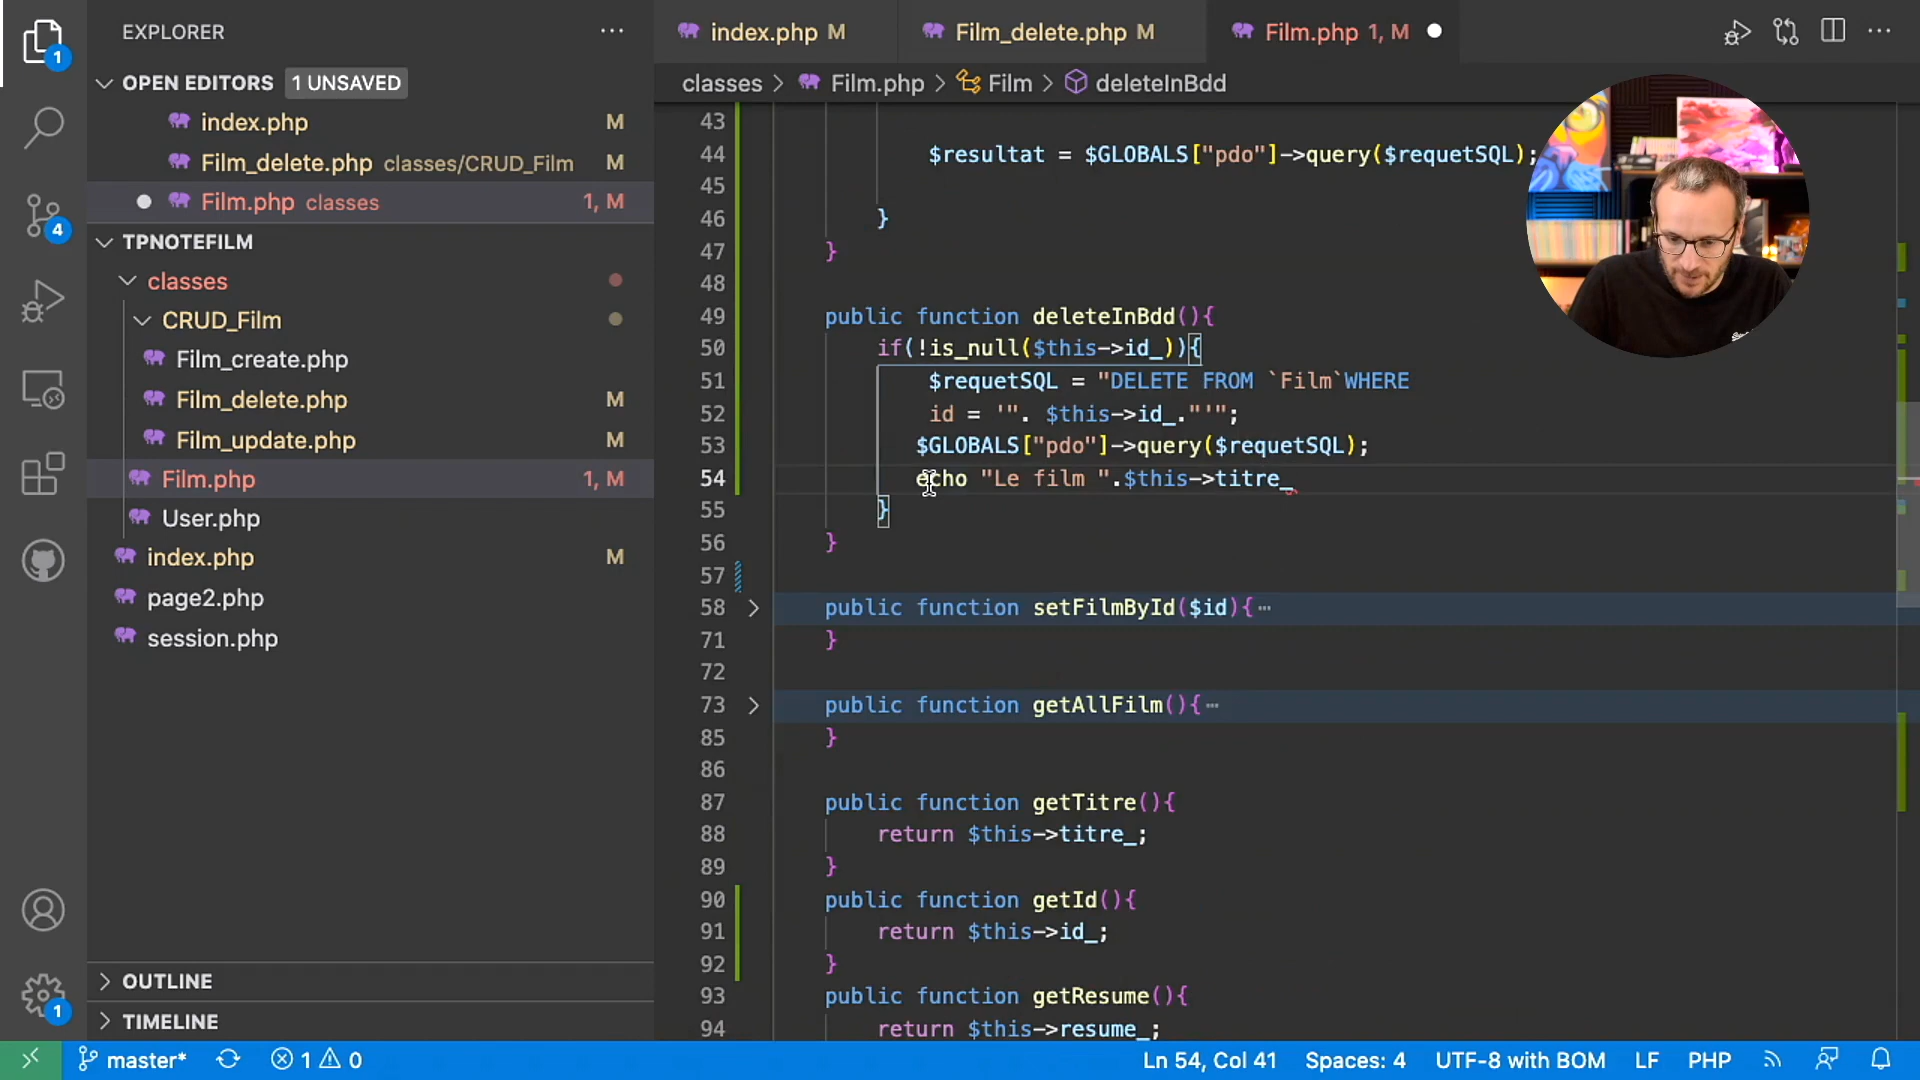 EXPLORER
OPEN EDITORS 1 UNSAVED
index.php M
Film_delete.php classes/CRUD_Film M
Film.php classes 1, M
TPNOTEFILM
classes
CRUD_Film
Film_create.php
Film_delete.php M
Film_update.php M
Film.php 1, M
User.php
index.php M
page2.php
session.php
OUTLINE
TIMELINE
index.php M
Film_delete.php M
Film.php 1, M
classes > Film.php > Film > deleteInBdd
43
44 $resultat = $GLOBALS["pdo"]->query($requetSQL);
45
46 }
47 }
48
49 public function deleteInBdd(){
50 if(!is_null($this->id_)){
51 $requetSQL = "DELETE FROM `Film`WHERE
52 id = '". $this->id_."'";
53 $GLOBALS["pdo"]->query($requetSQL);
54 echo "Le film ".$this->titre_
55 }
56 }
57
58 public function setFilmById($id){⋯
71 }
72
73 public function getAllFilm(){⋯
85 }
86
87 public function getTitre(){
88 return $this->titre_;
89 }
90 public function getId(){
91 return $this->id_;
92 }
93 public function getResume(){
94 return $this->resume_;
1
4
1
master* 1 0 Ln 54, Col 41 Spaces: 4 UTF-8 with BOM LF PHP